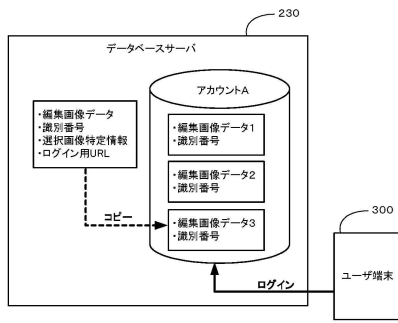 230
データベースサーバ
アカウントA
・編集画像データ
・識別番号
・選択画像特定情報
・ログイン用URL
・編集画像データ1
・識別番号
・編集画像データ2
・識別番号
コピー
・編集画像データ3
・識別番号
300
ログイン
ユーザ端末